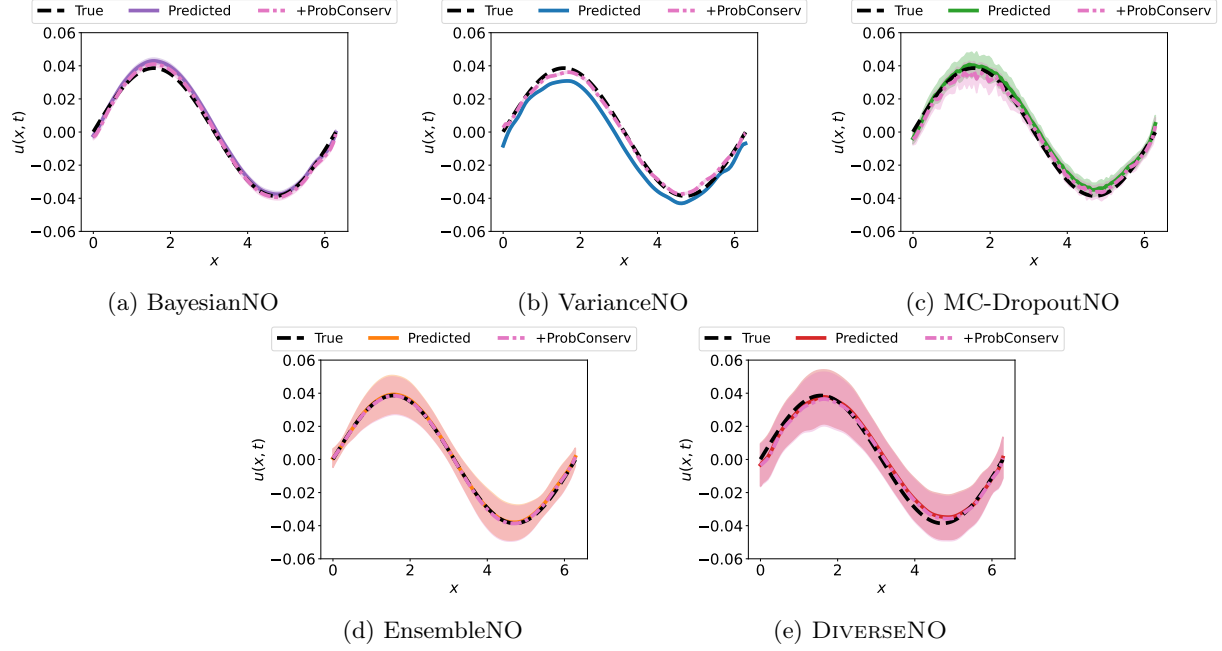 True Predicted +ProbConserv
0.06
0.04
0.02
0.00
−0.02
−0.04
−0.06
u(x, t)
0 2 4 6
x
(a) BayesianNO
True Predicted +ProbConserv
0.06
0.04
0.02
0.00
−0.02
−0.04
−0.06
u(x, t)
0 2 4 6
x
(b) VarianceNO
True Predicted +ProbConserv
0.06
0.04
0.02
0.00
−0.02
−0.04
−0.06
u(x, t)
0 2 4 6
x
(c) MC-DropoutNO
True Predicted +ProbConserv
0.06
0.04
0.02
0.00
−0.02
−0.04
−0.06
u(x, t)
0 2 4 6
x
(d) EnsembleNO
True Predicted +ProbConserv
0.06
0.04
0.02
0.00
−0.02
−0.04
−0.06
u(x, t)
0 2 4 6
x
(e) DIVERSENO